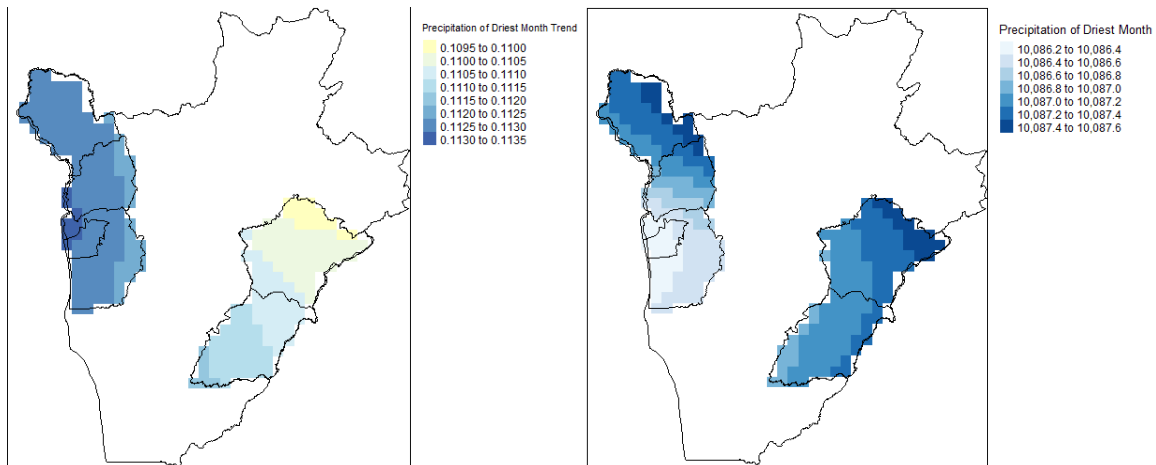 Precipitation of Driest Month Trend
0.1095 to 0.1100
0.1100 to 0.1105
0.1105 to 0.1110
0.1110 to 0.1115
0.1115 to 0.1120
0.1120 to 0.1125
0.1125 to 0.1130
0.1130 to 0.1135
Precipitation of Driest Month
10,086.2 to 10,086.4
10,086.4 to 10,086.6
10,086.6 to 10,086.8
10,086.8 to 10,087.0
10,087.0 to 10,087.2
10,087.2 to 10,087.4
10,087.4 to 10,087.6